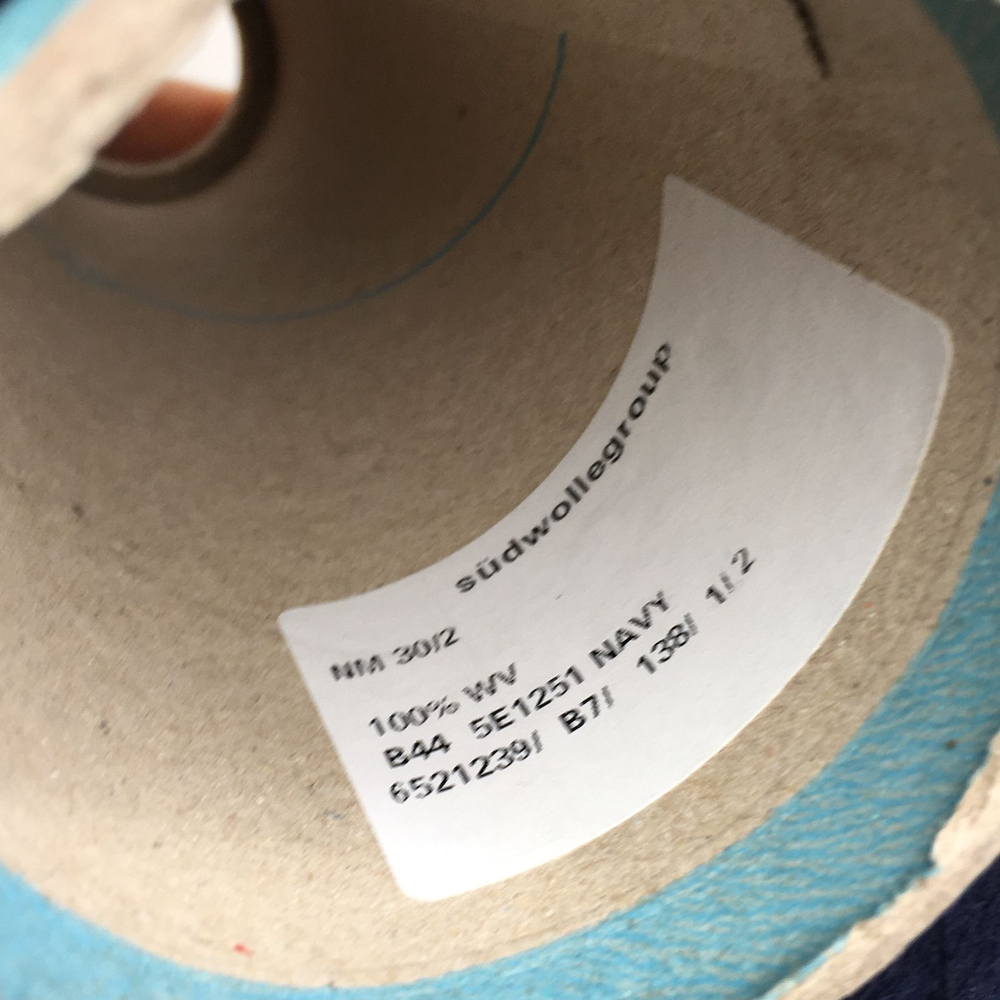 südwollegroup
NM 30/2
100% WV
B44 5E1251 NAVY
6521239/ B7/ 138/ 1/ 2